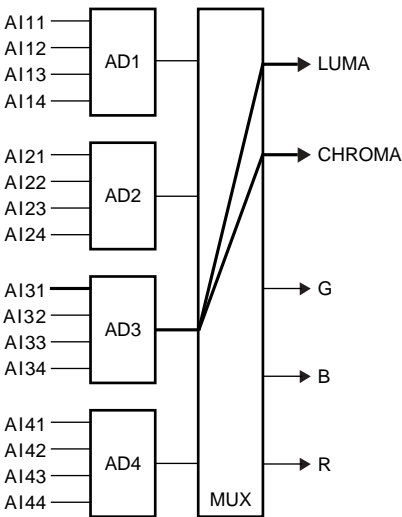 AI11
AI12
AI13
AI14
AD1
AI21
AI22
AI23
AI24
AD2
AI31
AI32
AI33
AI34
AD3
AI41
AI42
AI43
AI44
AD4
MUX
LUMA
CHROMA
G
B
R